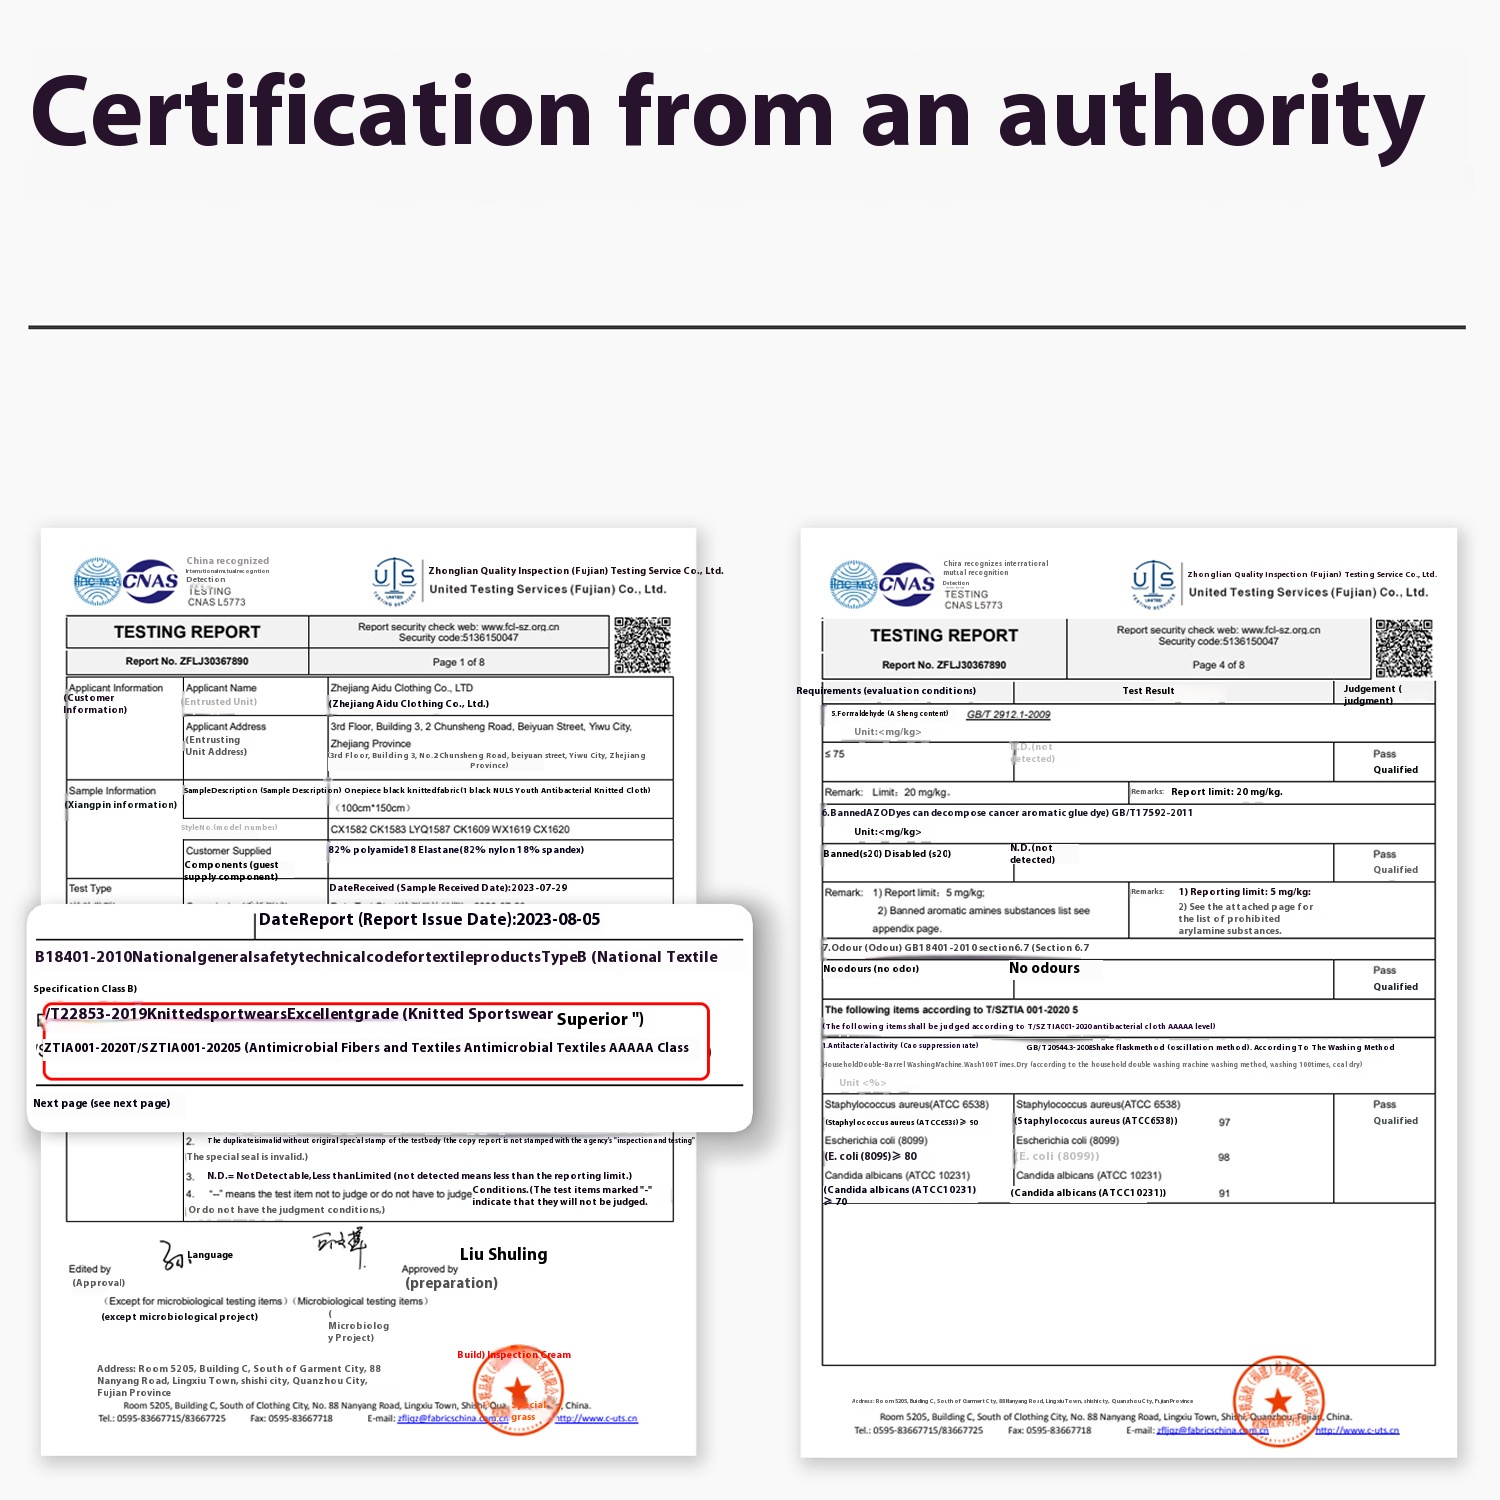 Certification from an authority
China recognized
Internationalmutualrecognition
Detection
TESTING
CNAS L5773
CNAS
UTS
UNITED
TESTING SERVICES
Zhonglian Quality Inspection (Fujian) Testing Service Co., Ltd.
United Testing Services (Fujian) Co., Ltd.
TESTING REPORT
Report security check web: www.fcl-sz.org.cn
Security code:5136150047
Report No. ZFLJ30367890
Page 1 of 8
Applicant Information
(Customer
Information)
Applicant Name
(Entrusted Unit)
Zhejiang Aidu Clothing Co., LTD
(Zhejiang Aidu Clothing Co., Ltd.)
Applicant Address
(Entrusting
Unit Address)
3rd Floor, Building 3, 2 Chunsheng Road, Beiyuan Street, Yiwu City,
Zhejiang Province
(3rd Floor, Building 3, No.2Chunsheng Road, beiyuan street, Yiwu City, Zhejiang
Province)
Sample Information
(Xiangpin information)
SampleDescription (Sample Description) Onepiece black knittedfabric(1 black NULS Youth Antibacterial Knitted Cloth)
（100cm*150cm）
StyleNo.(model number)
CX1582 CK1583 LYQ1587 CK1609 WX1619 CX1620
Customer Supplied
Components (guest
supply component)
82% polyamide18 Elastane(82% nylon 18% spandex)
Test Type
DateReceived (Sample Received Date):2023-07-29
DateReport (Report Issue Date):2023-08-05
B18401-2010NationalgeneralsafetytechnicalcodefortextileproductsTypeB (National Textile
Specification Class B)
/T22853-2019KnittedsportwearsExcellentgrade (Knitted Sportswear Superior ")
ZTIA001-2020T/SZTIA001-20205 (Antimicrobial Fibers and Textiles Antimicrobial Textiles AAAAA Class
Next page (see next page)
2. The duplicateisinvalid without original special stamp of the testbody (the copy report is not stamped with the agency's "inspection and testing"
(The special seal is invalid.)
3. N.D.= NotDetectable,Less thanLimited (not detected means less than the reporting limit.)
4. "--" means the test item not to judge or do not have to judge Conditions.(The test items marked "-"
indicate that they will not be judged.
Or do not have the judgment conditions,)
Language
Liu Shuling
Edited by
(Approval)
Approved by
(preparation)
（Except for microbiological testing items）（Microbiological testing items）
(except microbiological project)
(
Microbiolog
y Project)
Build) Inspection Cream
Address: Room 5205, Building C, South of Garment City, 88
Nanyang Road, Lingxiu Town, shishi city, Quanzhou City,
Fujian Province
Room 5205, Building C, South of Clothing City, No. 88 Nanyang Road, Lingxiu Town, Shishi, Qua Special , China.
grass
Tel.: 0595-83667715/83667725 Fax: 0595-83667718 E-mail: zfljqz@fabricschina.com.cn http://www.c-uts.cn
China recognizes interratiional
mutual recognition
Detection
TESTING
CNAS L5773
CNAS
UTS
UNITED
TESTING SERVICES
Zhonglian Quality Inspection (Fujian) Testing Service Co., Ltd.
United Testing Services (Fujian) Co., Ltd.
TESTING REPORT
Report security check web: www.fcl-sz.org.cn
Security code:5136150047
Report No. ZFLJ30367890
Page 4 of 8
Requirements (evaluation conditions)
Test Result
Judgement (
judgment)
5.Formaldehyde (A Sheng content) GB/T 2912.1-2009
Unit:<mg/kg>
≤ 75
N.D.(not
detected)
Pass
Qualified
Remark: Limit：20 mg/kg.
Remarks: Report limit: 20 mg/kg.
6.BannedAZODyes can decompose cancer aromatic glue dye) GB/T17592-2011
Unit:<mg/kg>
Banned(s20) Disabled (s20)
N.D.(not
detected)
Pass
Qualified
Remark: 1) Report limit：5 mg/kg;
2) Banned aromatic amines substances list see
appendix page.
Remarks: 1) Reporting limit: 5 mg/kg:
2) See the attached page for
the list of prohibited
arylamine substances.
7.Odour (Odou) GB18401-2010 section6.7 (Section 6.7
Noodours (no odor)
No odours
Pass
Qualified
The following items according to T/SZTIA 001-2020 5
(The following items shall be judged according to T/SZTIAC01-2020antibacterial cloth AAAAA level)
1.Antibacterial activity (Cao suppression rate)
GB/T20944.3-2008Shake flaskmethod (oscillation method). According To The Washing Method
HouseholdDouble-Barrel WashingMachine.Wash100Times.Dry (according to the household double washing machine washing method, washing 100times, coal dry)
Unit <%>
Staphylococcus aureus(ATCC 6538)
(Staphylococcus aureus (ATCC6538)≥ 90
Staphylococcus aureus(ATCC 6538)
(Staphylococcus aureus (ATCC6538))
97
Pass
Qualified
Escherichia coli (8099)
(E. coli (8099)≥ 80
Escherichia coli (8099)
(E. coli (8099))
98
Candida albicans (ATCC 10231)
(Candida albicans (ATCC10231)
≥ 70
Candida albicans (ATCC 10231)
(Candida albicans (ATCC10231))
91
Address: Room 5205, Building C, South of Garment City, 88Nanyang Road, Lingxiu Town, shishi city, Quanzhou City, Fujian Province
Room 5205, Building C, South of Clothing City, No. 88 Nanyang Road, Lingxiu Town, Shishi, Quanzhou, Fujian, China.
Tel.: 0595-83667715/83667725 Fax: 0595-83667718 E-mail: zfljqz@fabricschina.com.cn http://www.c-uts.cn